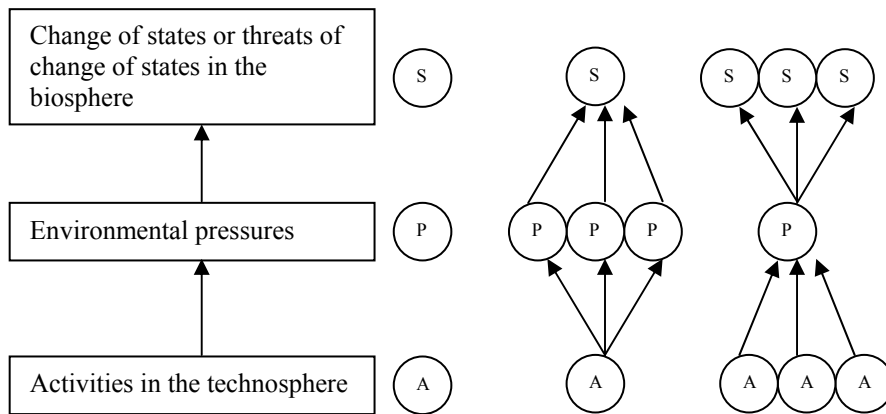 Change of states or threats of
change of states in the
biosphere
S
S
S S S
Environmental pressures
P
P P P
P
Activities in the technosphere
A
A
A A A